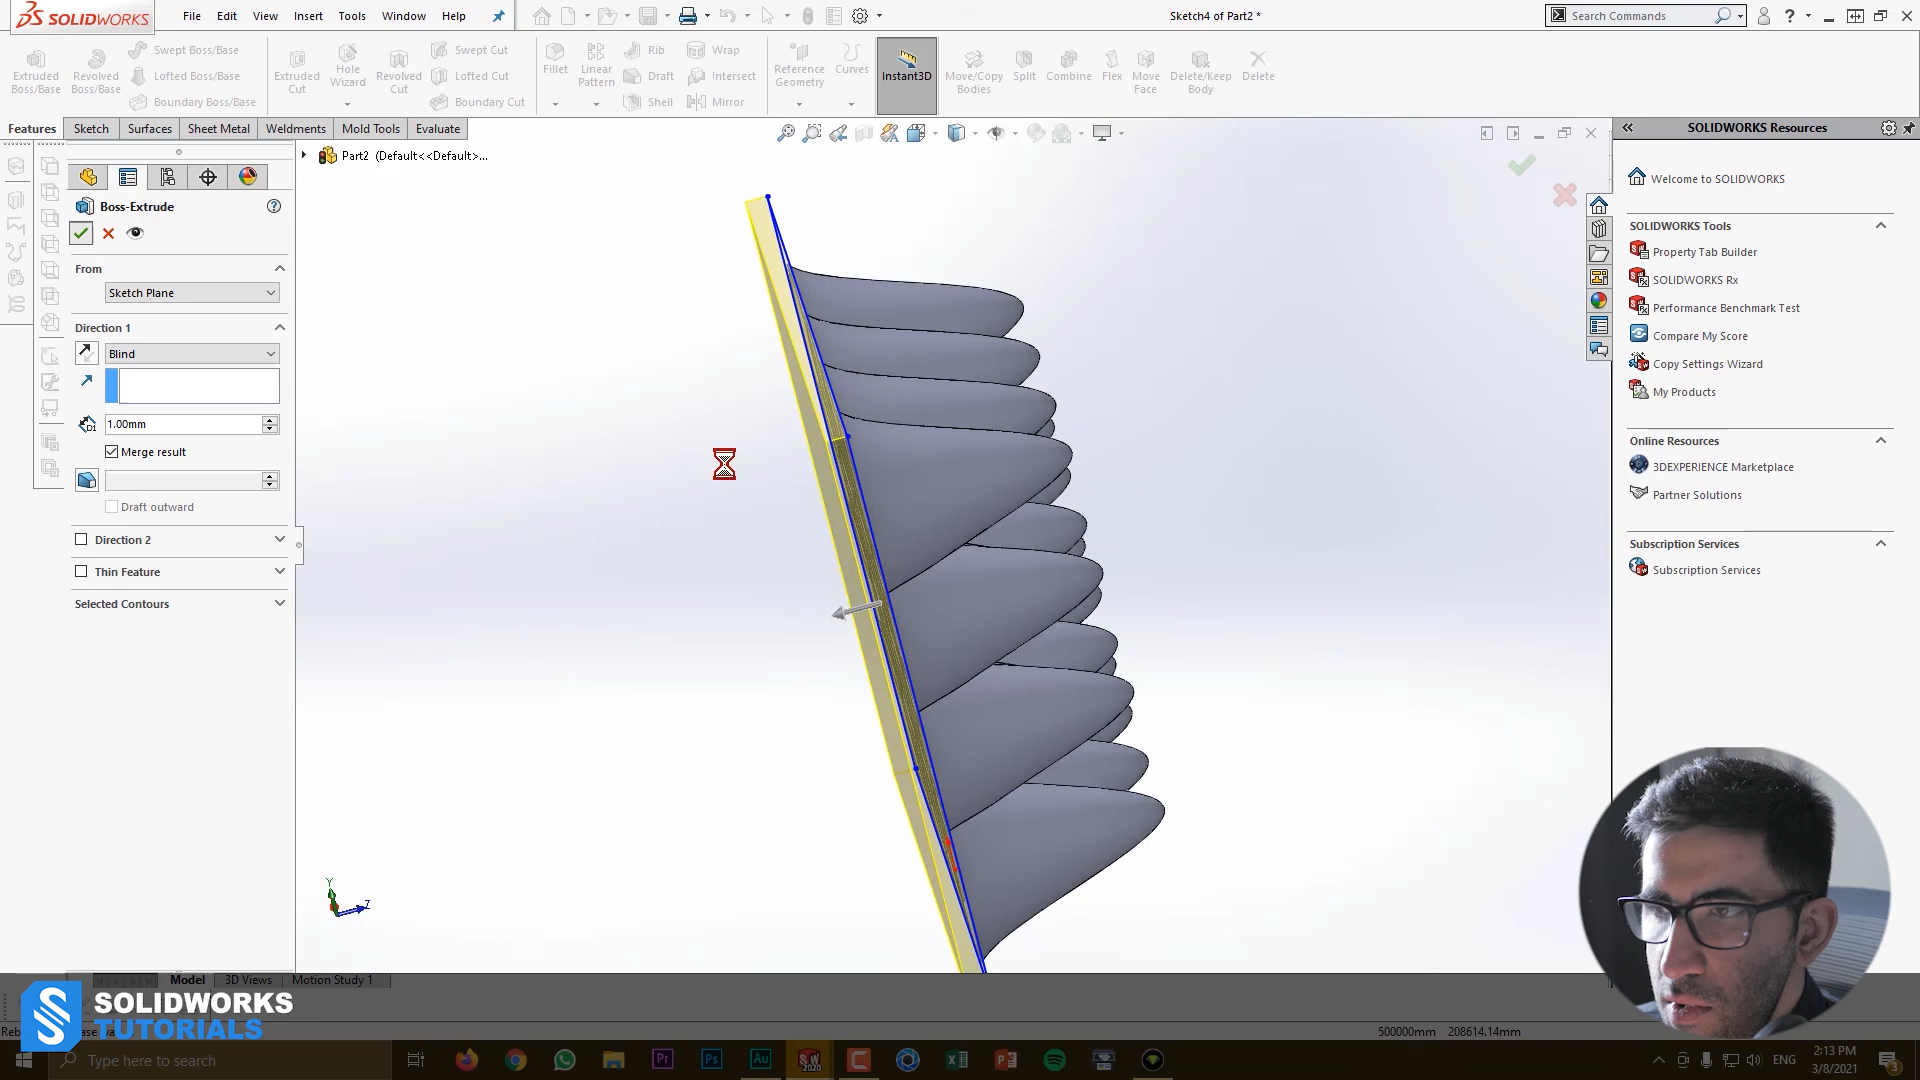 SOLIDWORKS
File Edit View Insert Tools Window Help
Sketch4 of Part2 *
Search Commands
Extruded Boss/Base
Revolved Boss/Base
Swept Boss/Base
Lofted Boss/Base
Boundary Boss/Base
Extruded Cut
Hole Wizard
Revolved Cut
Swept Cut
Lofted Cut
Boundary Cut
Fillet
Linear Pattern
Rib
Draft
Shell
Wrap
Intersect
Mirror
Reference Geometry
Curves
Instant3D
Move/Copy Bodies
Split
Combine
Flex
Move Face
Delete/Keep Body
Delete
Features Sketch Surfaces Sheet Metal Weldments Mold Tools Evaluate
Part2 (Default<<Default>...
Boss-Extrude
From
Sketch Plane
Direction 1
Blind
D1
1.00mm
Merge result
Draft outward
Direction 2
Thin Feature
Selected Contours
Y
Z
SOLIDWORKS Resources
Welcome to SOLIDWORKS
SOLIDWORKS Tools
Property Tab Builder
SOLIDWORKS Rx
Performance Benchmark Test
Compare My Score
Copy Settings Wizard
My Products
Online Resources
3DEXPERIENCE Marketplace
Partner Solutions
Subscription Services
Subscription Services
Model 3D Views Motion Study 1
SOLIDWORKS
TUTORIALS
500000mm 208614.14mm
Type here to search
Pr Ps Au SW 2020
ENG
2:13 PM
3/8/2021
3